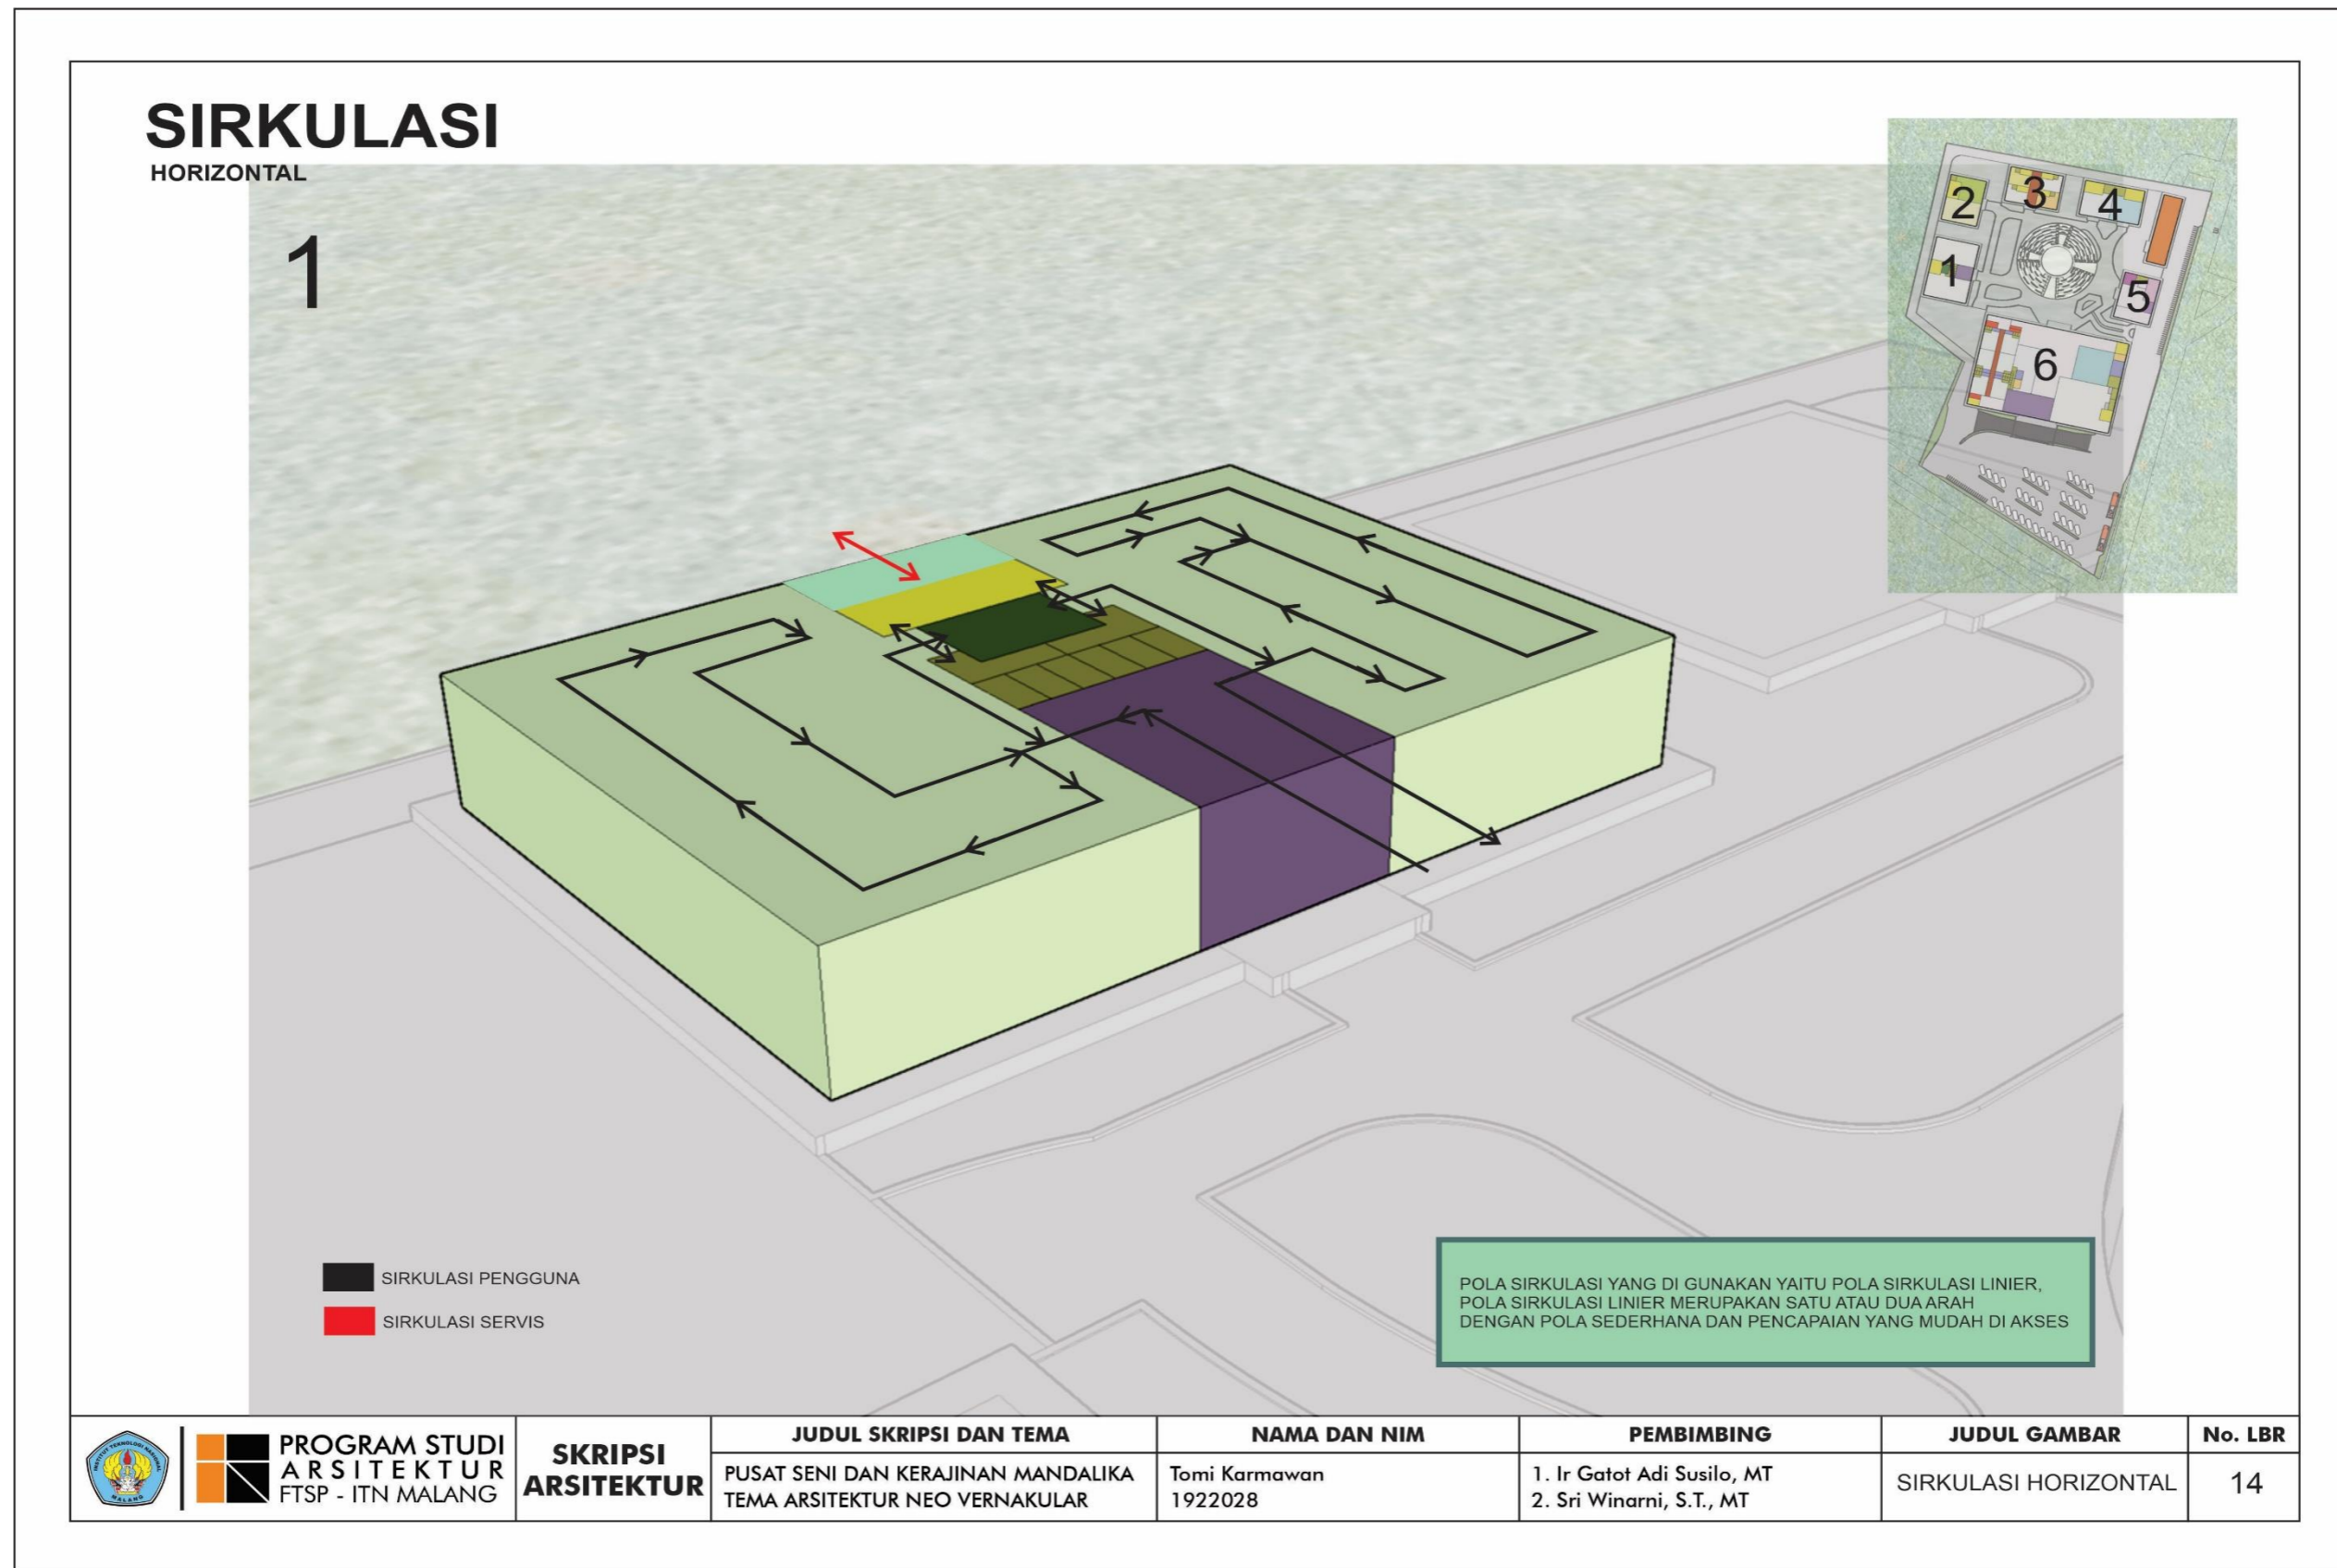 SIRKULASI
HORIZONTAL
1
2
3
4
1
5
6
SIRKULASI PENGGUNA
SIRKULASI SERVIS
POLA SIRKULASI YANG DI GUNAKAN YAITU POLA SIRKULASI LINIER,
POLA SIRKULASI LINIER MERUPAKAN SATU ATAU DUA ARAH
DENGAN POLA SEDERHANA DAN PENCAPAIAN YANG MUDAH DI AKSES
INSTITUT TEKNOLOGI NASIONAL
MALANG
PROGRAM STUDI
ARSITEKTUR
FTSP - ITN MALANG
SKRIPSI
ARSITEKTUR
JUDUL SKRIPSI DAN TEMA
PUSAT SENI DAN KERAJINAN MANDALIKA
TEMA ARSITEKTUR NEO VERNAKULAR
NAMA DAN NIM
Tomi Karmawan
1922028
PEMBIMBING
1. Ir Gatot Adi Susilo, MT
2. Sri Winarni, S.T., MT
JUDUL GAMBAR
SIRKULASI HORIZONTAL
No. LBR
14